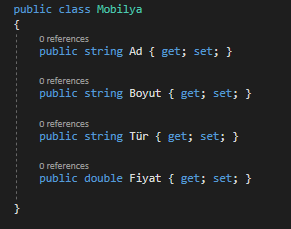 public class Mobilya
{
0 references
public string Ad { get; set; }
0 references
public string Boyut { get; set; }
0 references
public string Tür { get; set; }
0 references
public double Fiyat { get; set; }
}